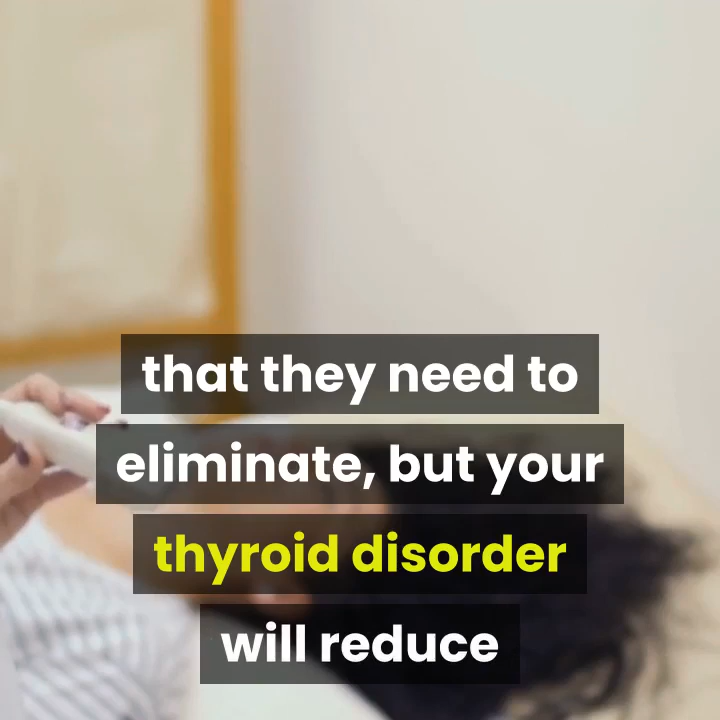 that they need to
eliminate, but your
thyroid disorder
will reduce